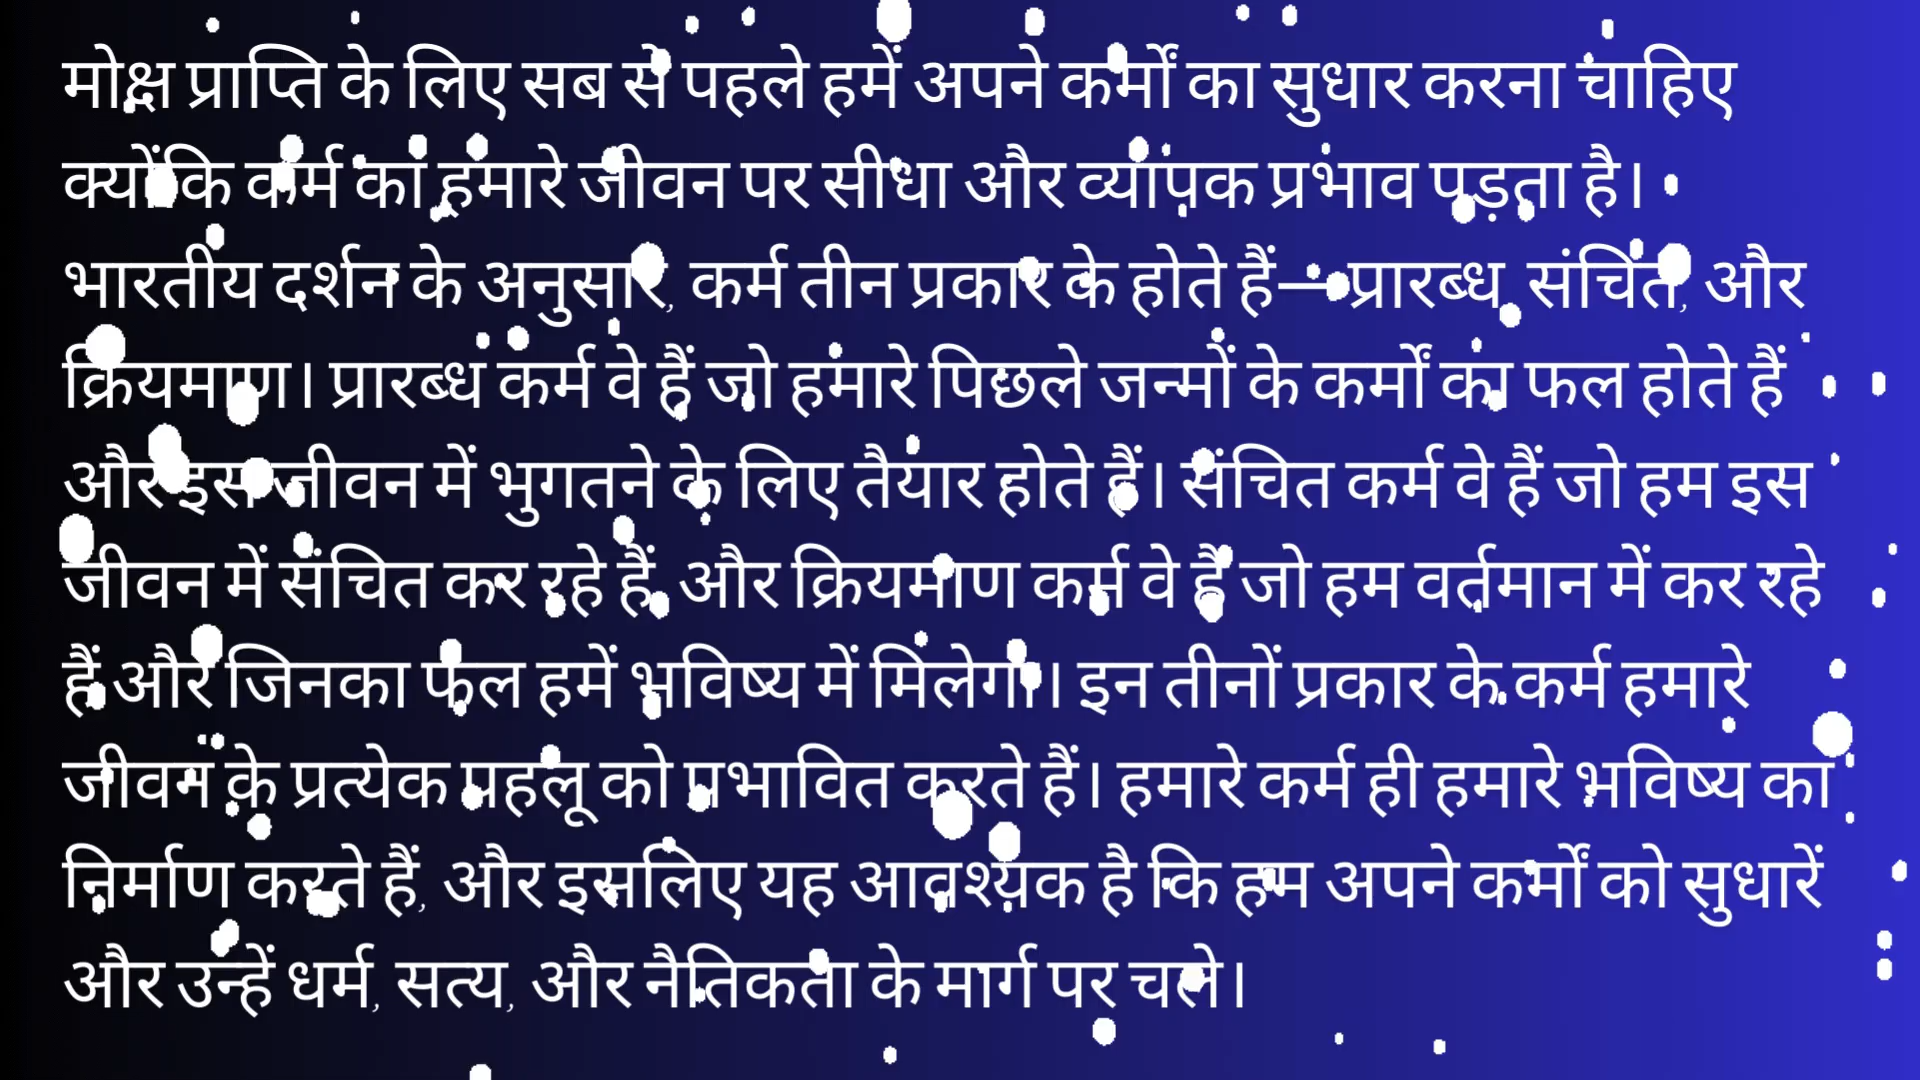 मोक्ष प्राप्ति के लिए सब से पहले हमें अपने कर्मों का सुधार करना चाहिए
क्योंकि कर्म का हमारे जीवन पर सीधा और व्यापक प्रभाव पड़ता है।
भारतीय दर्शन के अनुसार, कर्म तीन प्रकार के होते हैं—प्रारब्ध, संचित, और
क्रियमाण। प्रारब्ध कर्म वे हैं जो हमारे पिछले जन्मों के कर्मों का फल होते हैं
और इस जीवन में भुगतने के लिए तैयार होते हैं। संचित कर्म वे हैं जो हम इस
जीवन में संचित कर रहे हैं, और क्रियमाण कर्म वे हैं जो हम वर्तमान में कर रहे
हैं और जिनका फल हमें भविष्य में मिलेगा। इन तीनों प्रकार के कर्म हमारे
जीवन के प्रत्येक पहलू को प्रभावित करते हैं। हमारे कर्म ही हमारे भविष्य का
निर्माण करते हैं, और इसलिए यह आवश्यक है कि हम अपने कर्मों को सुधारें
और उन्हें धर्म, सत्य, और नैतिकता के मार्ग पर चले।